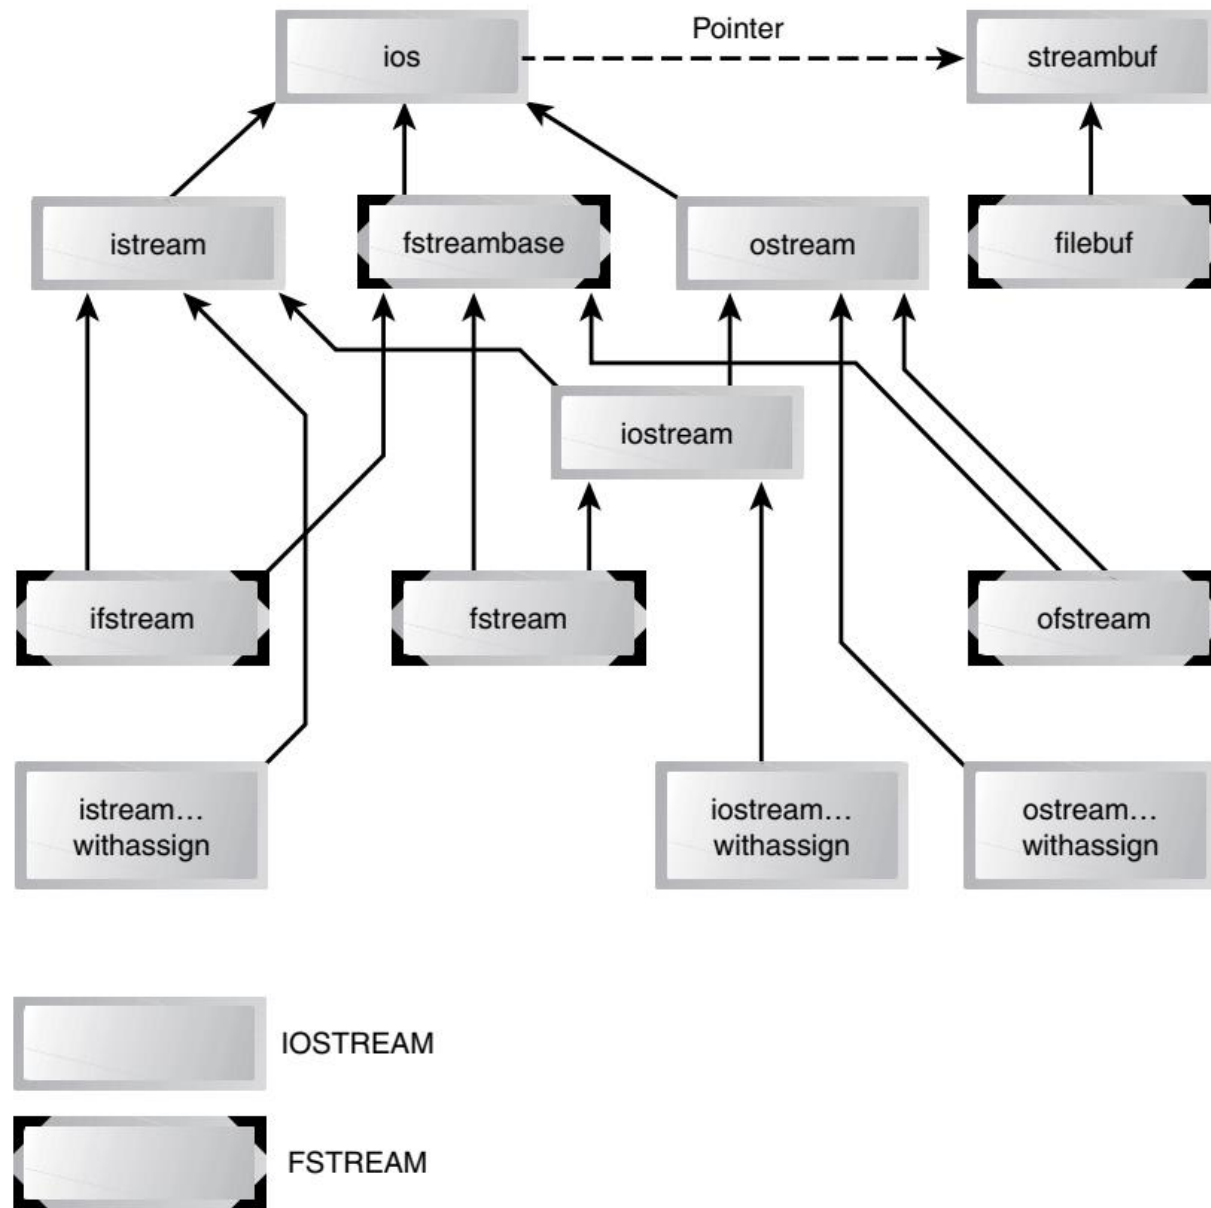 Pointer
ios
streambuf
istream
fstreambase
ostream
filebuf
iostream
ifstream
fstream
ofstream
istream...
withassign
iostream...
withassign
ostream...
withassign
IOSTREAM
FSTREAM